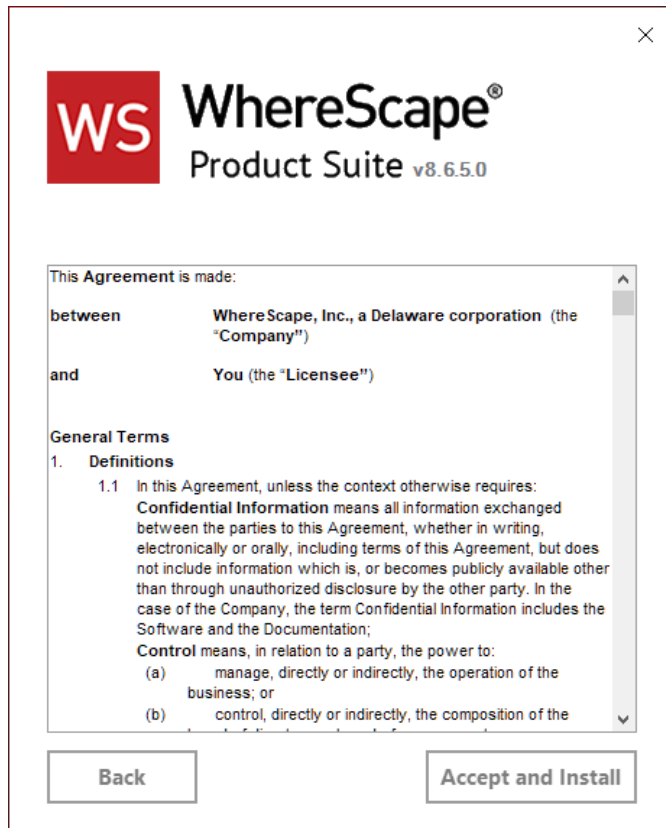 WS
WhereScape®
Product Suite v8.6.5.0
This Agreement is made:
between WhereScape, Inc., a Delaware corporation (the
“Company”)
and You (the “Licensee”)
General Terms
1. Definitions
1.1 In this Agreement, unless the context otherwise requires:
Confidential Information means all information exchanged
between the parties to this Agreement, whether in writing,
electronically or orally, including terms of this Agreement, but does
not include information which is, or becomes publicly available other
than through unauthorized disclosure by the other party. In the
case of the Company, the term Confidential Information includes the
Software and the Documentation;
Control means, in relation to a party, the power to:
(a) manage, directly or indirectly, the operation of the
business; or
(b) control, directly or indirectly, the composition of the
Back
Accept and Install